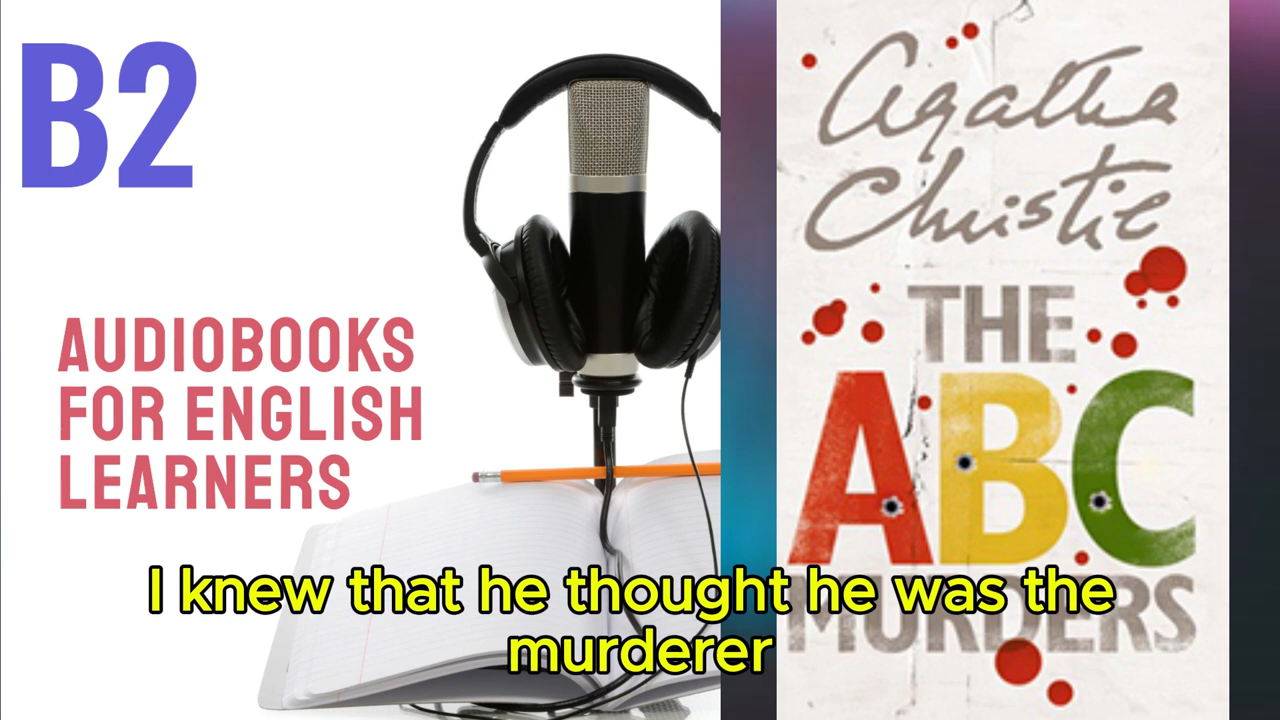 B2
AUDIOBOOKS
FOR ENGLISH
LEARNERS
Agatha
Christie
THE
ABC
MURDERS
I knew that he thought he was the
murderer